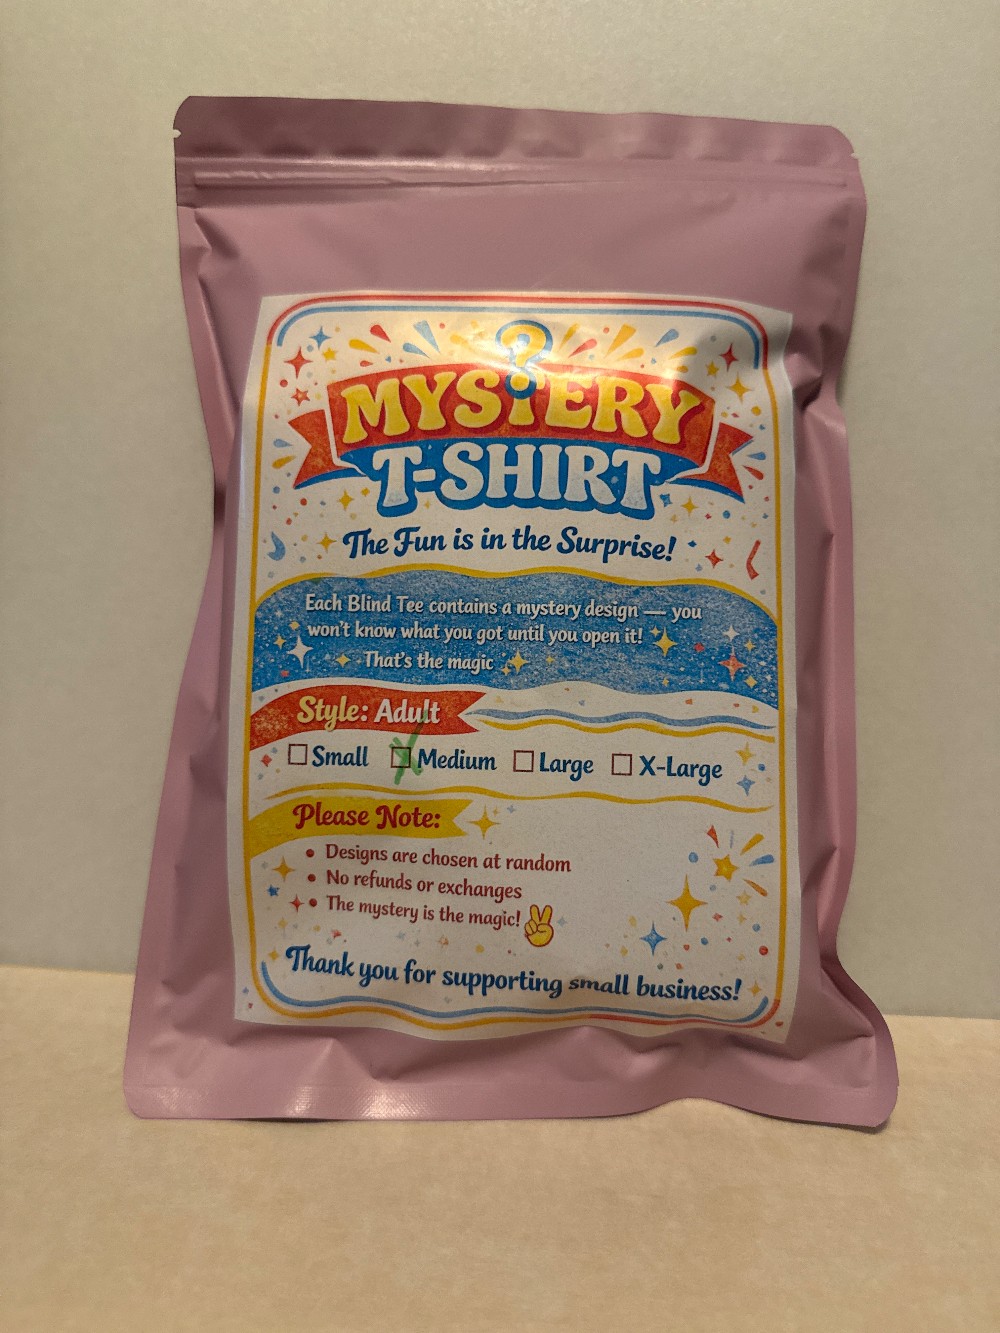 MYSTERY
T-SHIRT
The Fun is in the Surprise!
Each Blind Tee contains a mystery design — you
won't know what you got until you open it!
That's the magic
Style: Adult
☐ Small ☒ Medium ☐ Large ☐ X-Large
Please Note:
• Designs are chosen at random
• No refunds or exchanges
• The mystery is the magic! ✌️
Thank you for supporting small business!